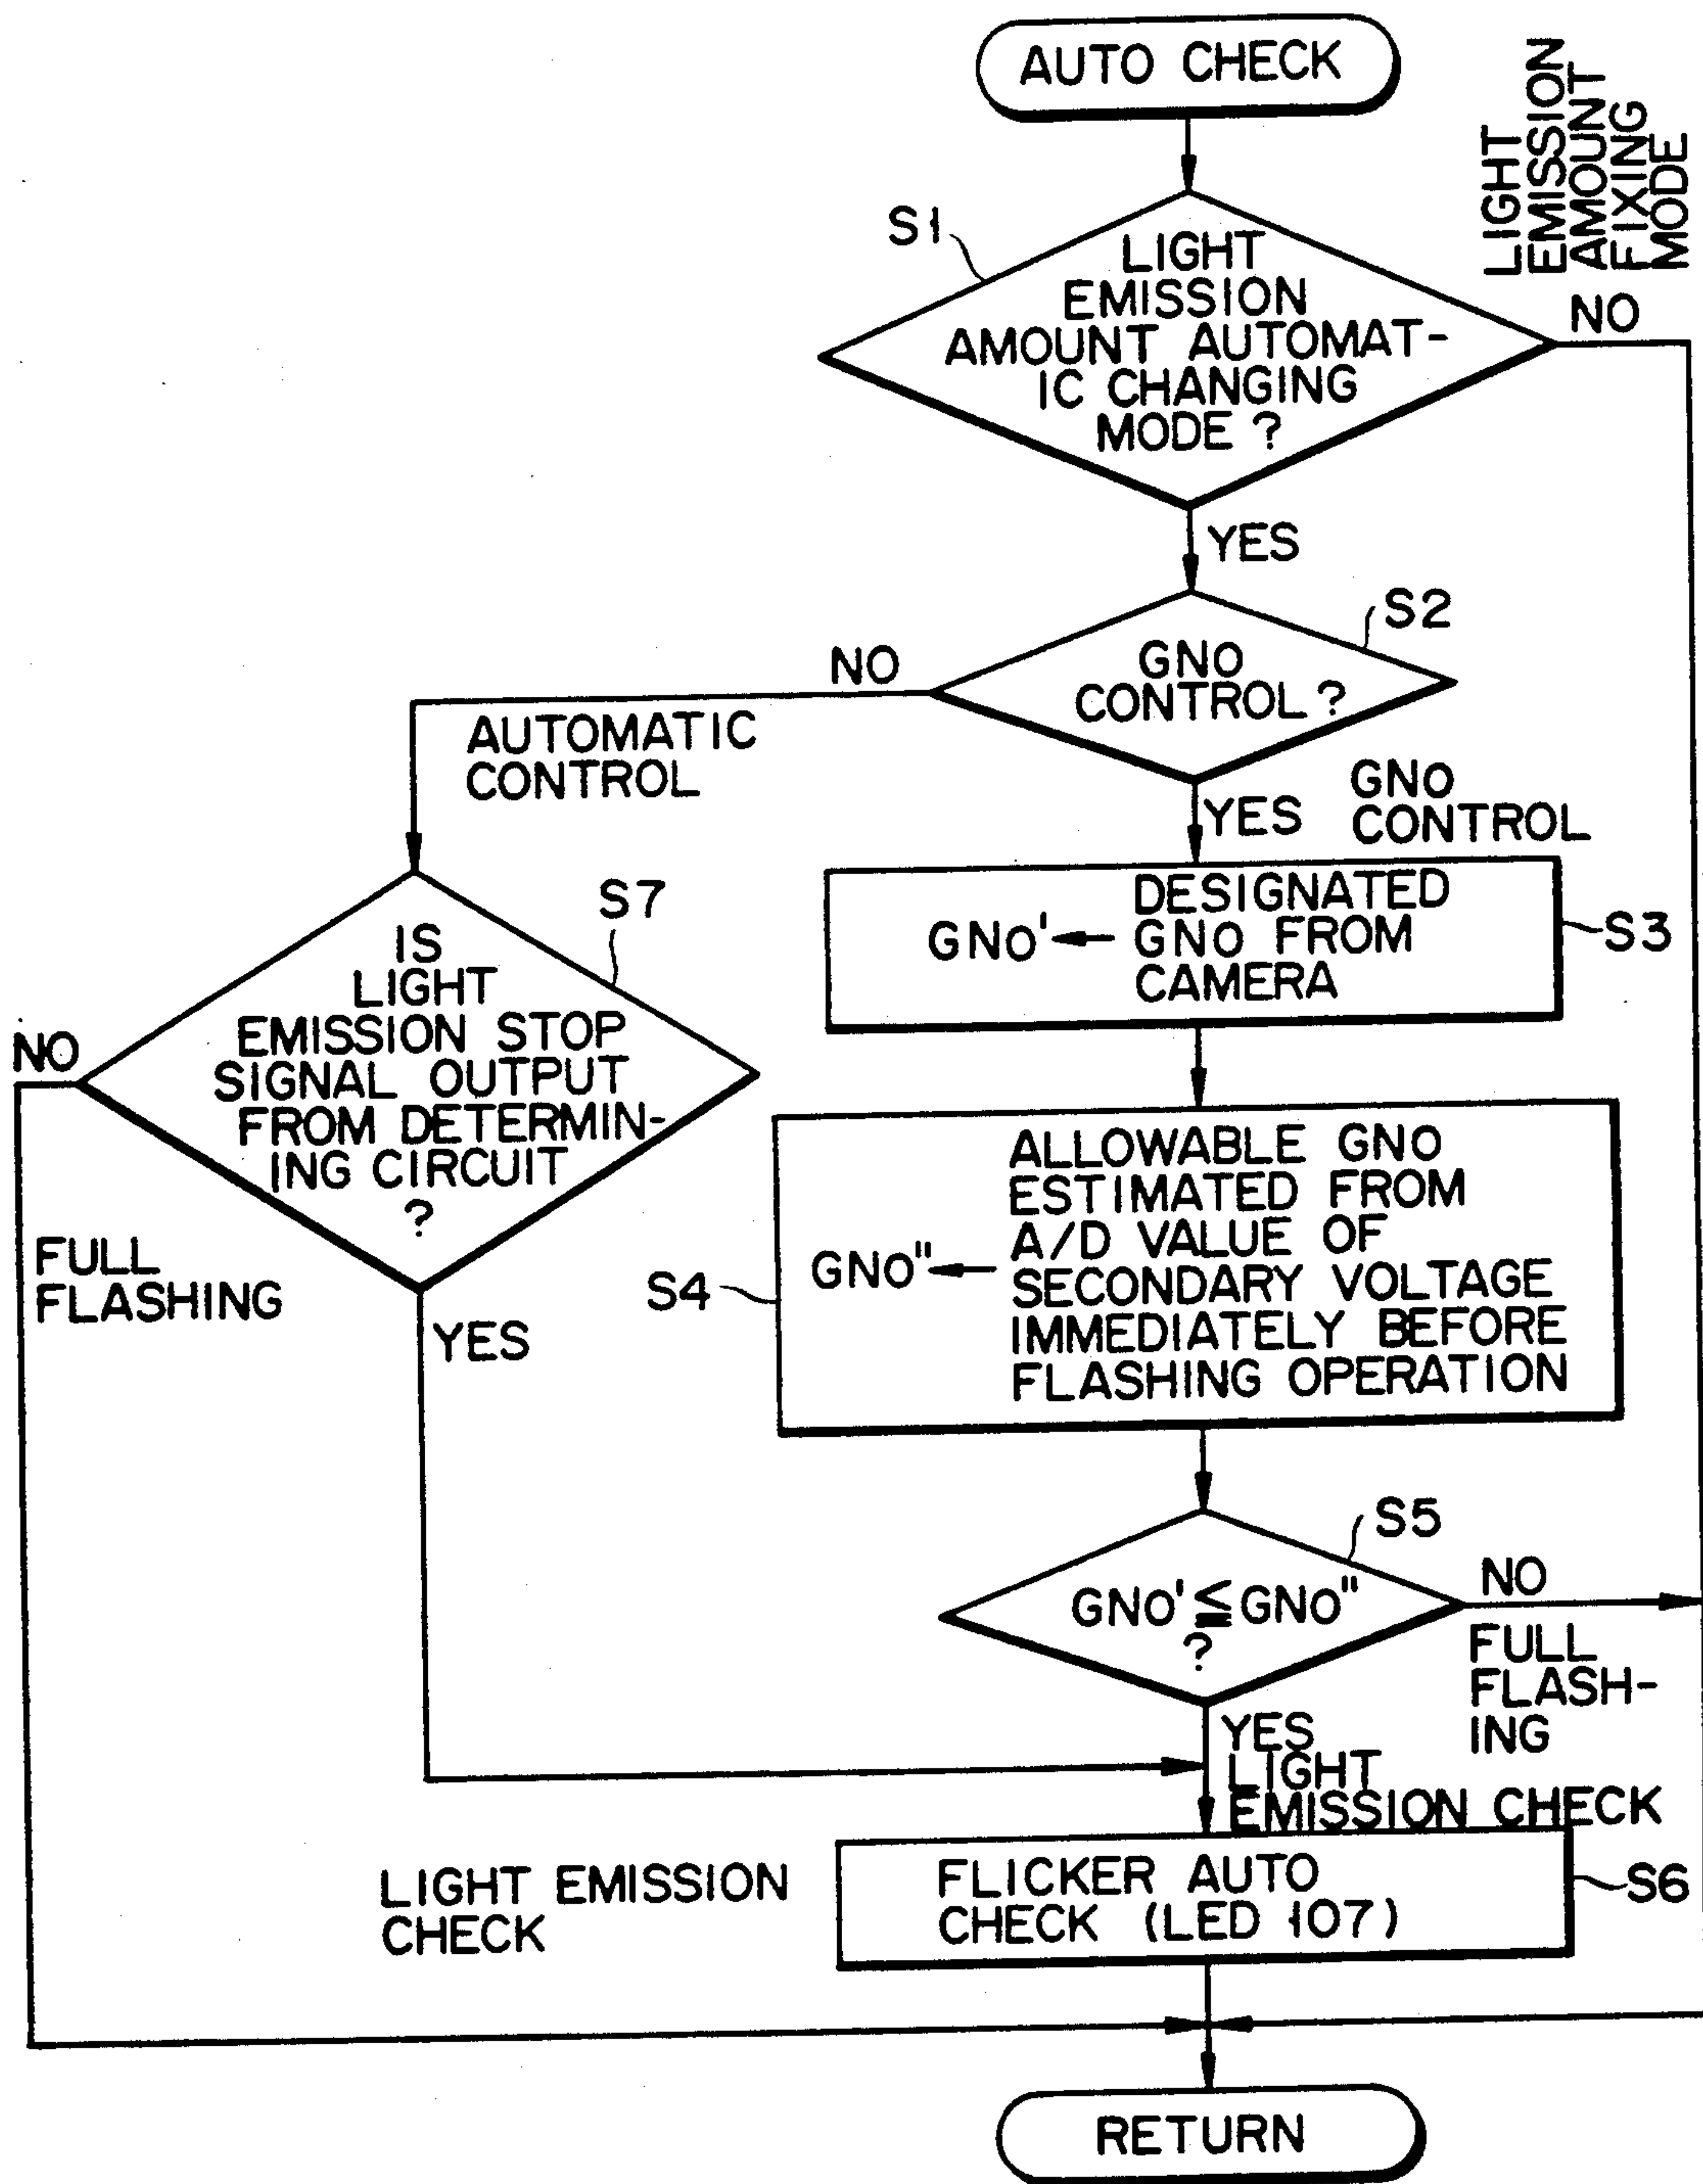 AUTO CHECK
LIGHT
EMISSION
AMOUNT
FIXING
MODE
S1
LIGHT
EMISSION
AMOUNT AUTOMAT-
IC CHANGING
MODE ?
NO
YES
S2
GNO
CONTROL ?
NO
AUTOMATIC
CONTROL
YES
GNO
CONTROL
S7
IS
LIGHT
EMISSION STOP
SIGNAL OUTPUT
FROM DETERMIN-
ING CIRCUIT
?
NO
FULL
FLASHING
YES
GNO' ←
DESIGNATED
GNO FROM
CAMERA
S3
S4
GNO" ←
ALLOWABLE GNO
ESTIMATED FROM
A/D VALUE OF
SECONDARY VOLTAGE
IMMEDIATELY BEFORE
FLASHING OPERATION
S5
GNO' ≦ GNO"
?
NO
FULL
FLASH-
ING
YES
LIGHT
EMISSION CHECK
LIGHT EMISSION
CHECK
FLICKER AUTO
CHECK (LED 107)
S6
RETURN